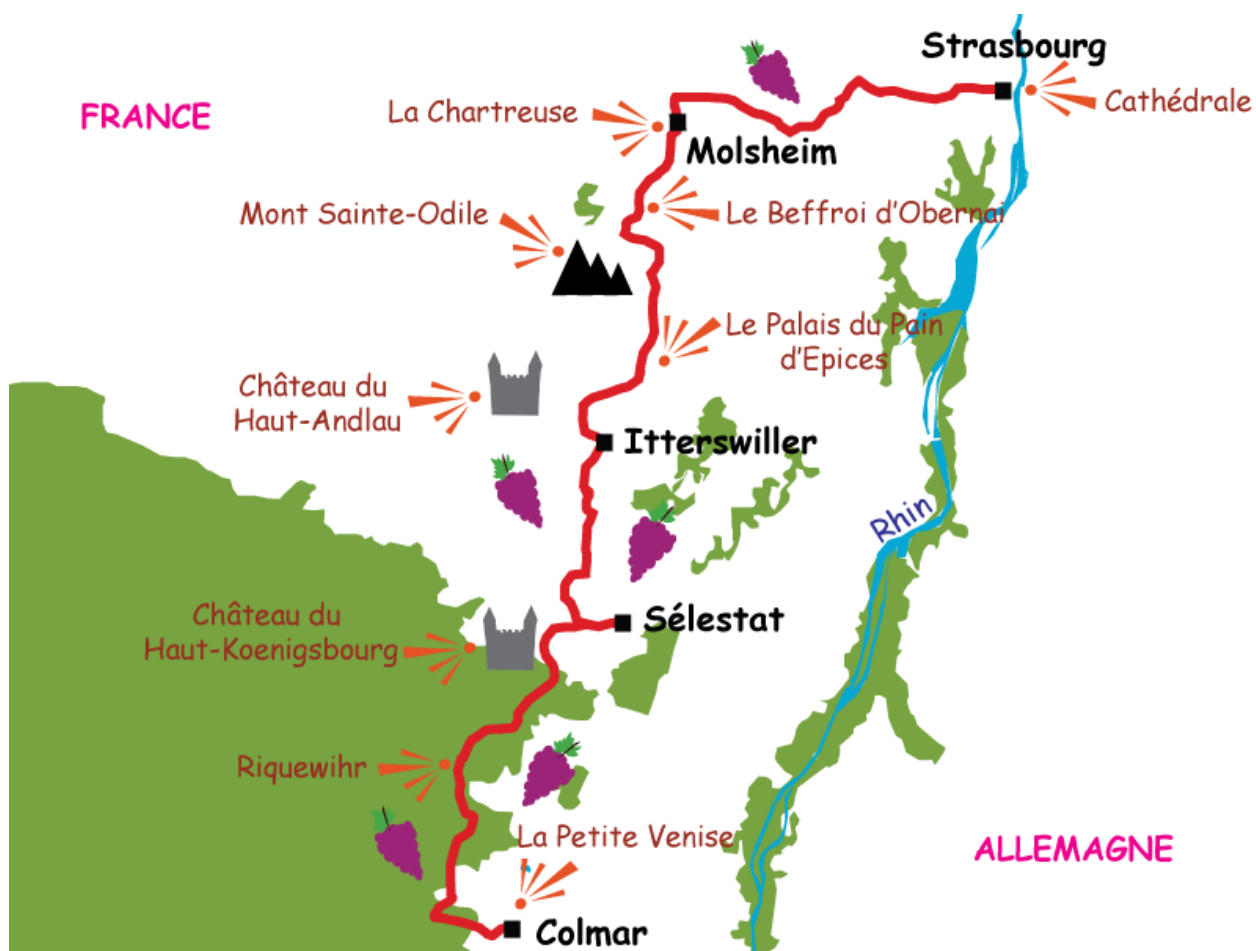 Strasbourg
FRANCE
La Chartreuse
Cathédrale
Molsheim
Mont Sainte-Odile
Le Beffroi d'Obernai
Le Palais du Pain
d'Epices
Château du
Haut-Andlau
Itterswiller
Rhin
Château du
Haut-Koenigsbourg
Sélestat
Riquewihr
La Petite Venise
ALLEMAGNE
Colmar